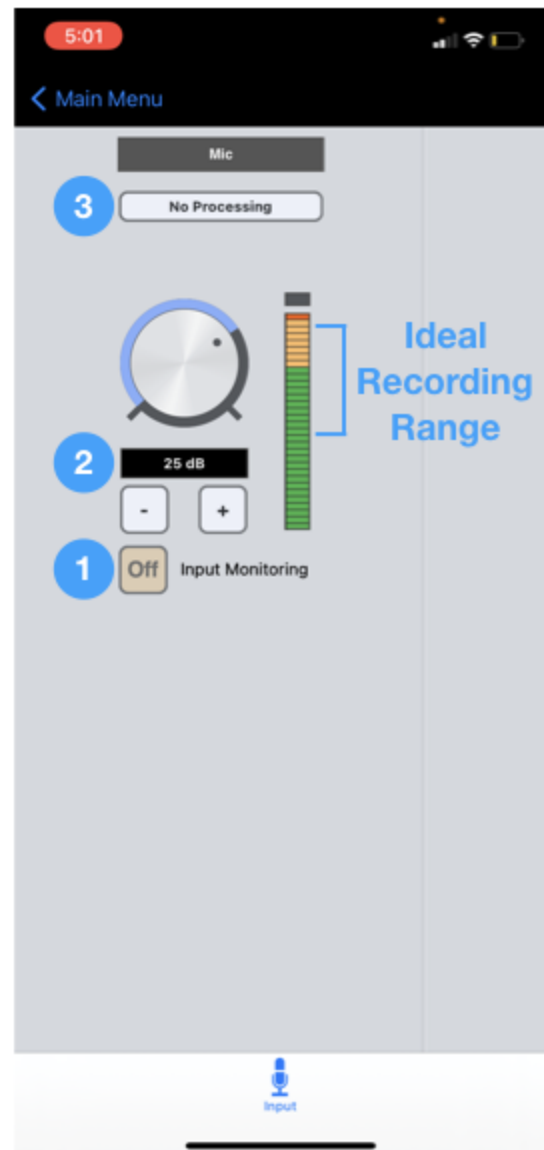 5:01
Main Menu
Mic
3
No Processing
Ideal
Recording
Range
2
25 dB
-
+
1
Off
Input Monitoring
Input